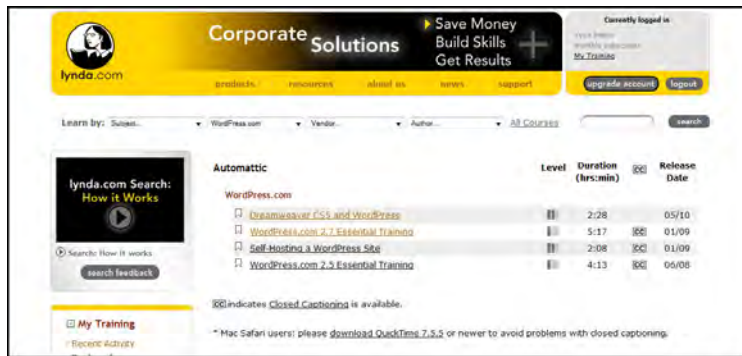 Corporate Solutions
Save Money
Build Skills
Get Results
Currently logged in
monthly subscriber
My Training
lynda.com
products resources about us news support
upgrade account logout
Learn by: Subject... WordPress.com Vendor... Author... All Courses search
lynda.com Search:
How it Works
Search: How it works
search feedback
Automattic Level Duration (hrs:min) CC Release Date
WordPress.com
Dreamweaver CS5 and WordPress 2:28 05/10
WordPress.com 2.7 Essential Training 5:17 CC 01/09
Self-Hosting a WordPress Site 2:08 CC 01/09
WordPress.com 2.5 Essential Training 4:13 CC 06/08
CC indicates Closed Captioning is available.
My Training
Recent Activity
* Mac Safari users: please download QuickTime 7.5.5 or newer to avoid problems with closed captioning.